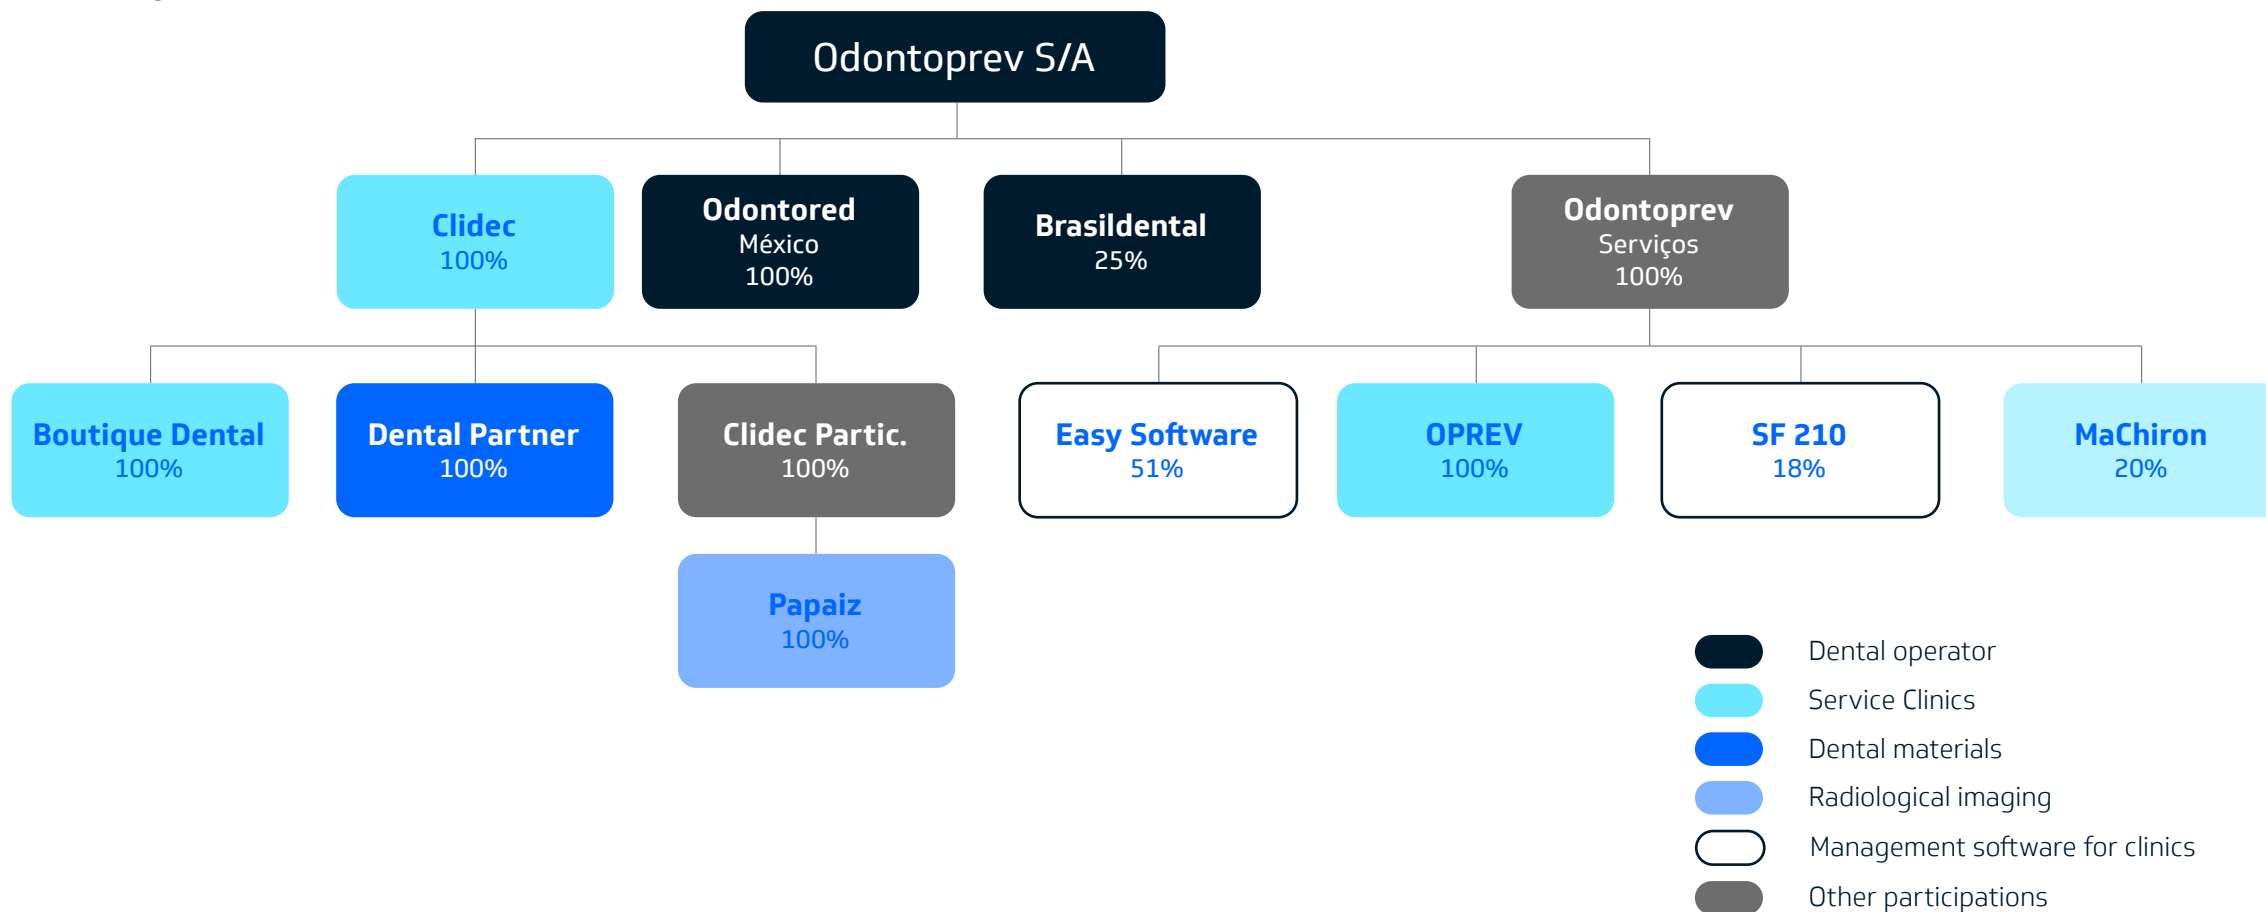 Odontoprev S/A
Clidec
100%
Odontored
México
100%
Brasildental
25%
Odontoprev
Serviços
100%
Boutique Dental
100%
Dental Partner
100%
Clidec Partic.
100%
Easy Software
51%
OPREV
100%
SF 210
18%
MaChiron
20%
Papaiz
100%
Dental operator
Service Clinics
Dental materials
Radiological imaging
Management software for clinics
Other participations